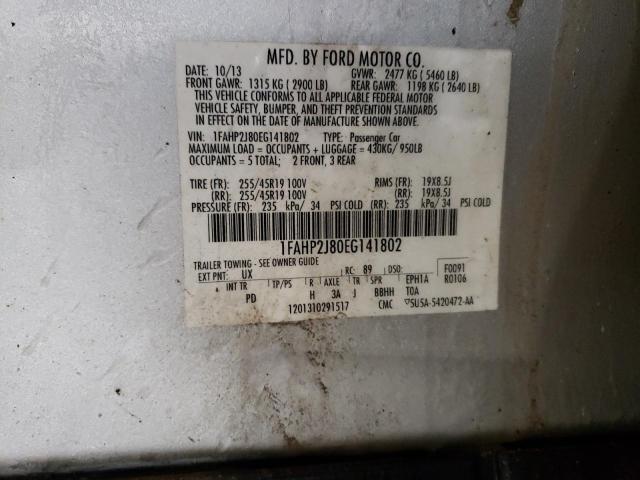 MFD. BY FORD MOTOR CO.
DATE: 10/13 GVWR: 2477 KG ( 5460 LB)
FRONT GAWR: 1315 KG ( 2900 LB) REAR GAWR: 1198 KG ( 2640 LB)
THIS VEHICLE CONFORMS TO ALL APPLICABLE FEDERAL MOTOR
VEHICLE SAFETY, BUMPER, AND THEFT PREVENTION STANDARDS
IN EFFECT ON THE DATE OF MANUFACTURE SHOWN ABOVE.
VIN: 1FAHP2J80EG141802 TYPE: Passenger Car
MAXIMUM LOAD = OCCUPANTS + LUGGAGE = 430KG/ 950LB
OCCUPANTS = 5 TOTAL; 2 FRONT, 3 REAR
TIRE (FR): 255/45R19 100V RIMS (FR): 19X8.5J
(RR): 255/45R19 100V (RR): 19X8.5J
PRESSURE (FR): 235 kPa/ 34 PSI COLD (RR): 235 kPa/ 34 PSI COLD
1FAHP2J80EG141802
TRAILER TOWING - SEE OWNER GUIDE
EXT PNT: UX RC: 89 DSO: F0091
INT TR TP/PS R AXLE TR SPR EPH1A R0106
PD H 3A J BBHH T0A
1201310291517 CMC